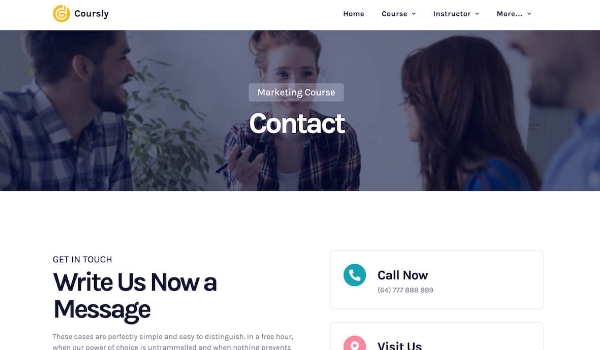 Coursly
Home Course Instructor More...
Marketing Course
Contact
GET IN TOUCH
Write Us Now a
Message
These cases are perfectly simple and easy to distinguish. In a free hour,
when our power of choice is untrammelled and when nothing prevents
Call Now
(64) 777 888 999
Visit Us